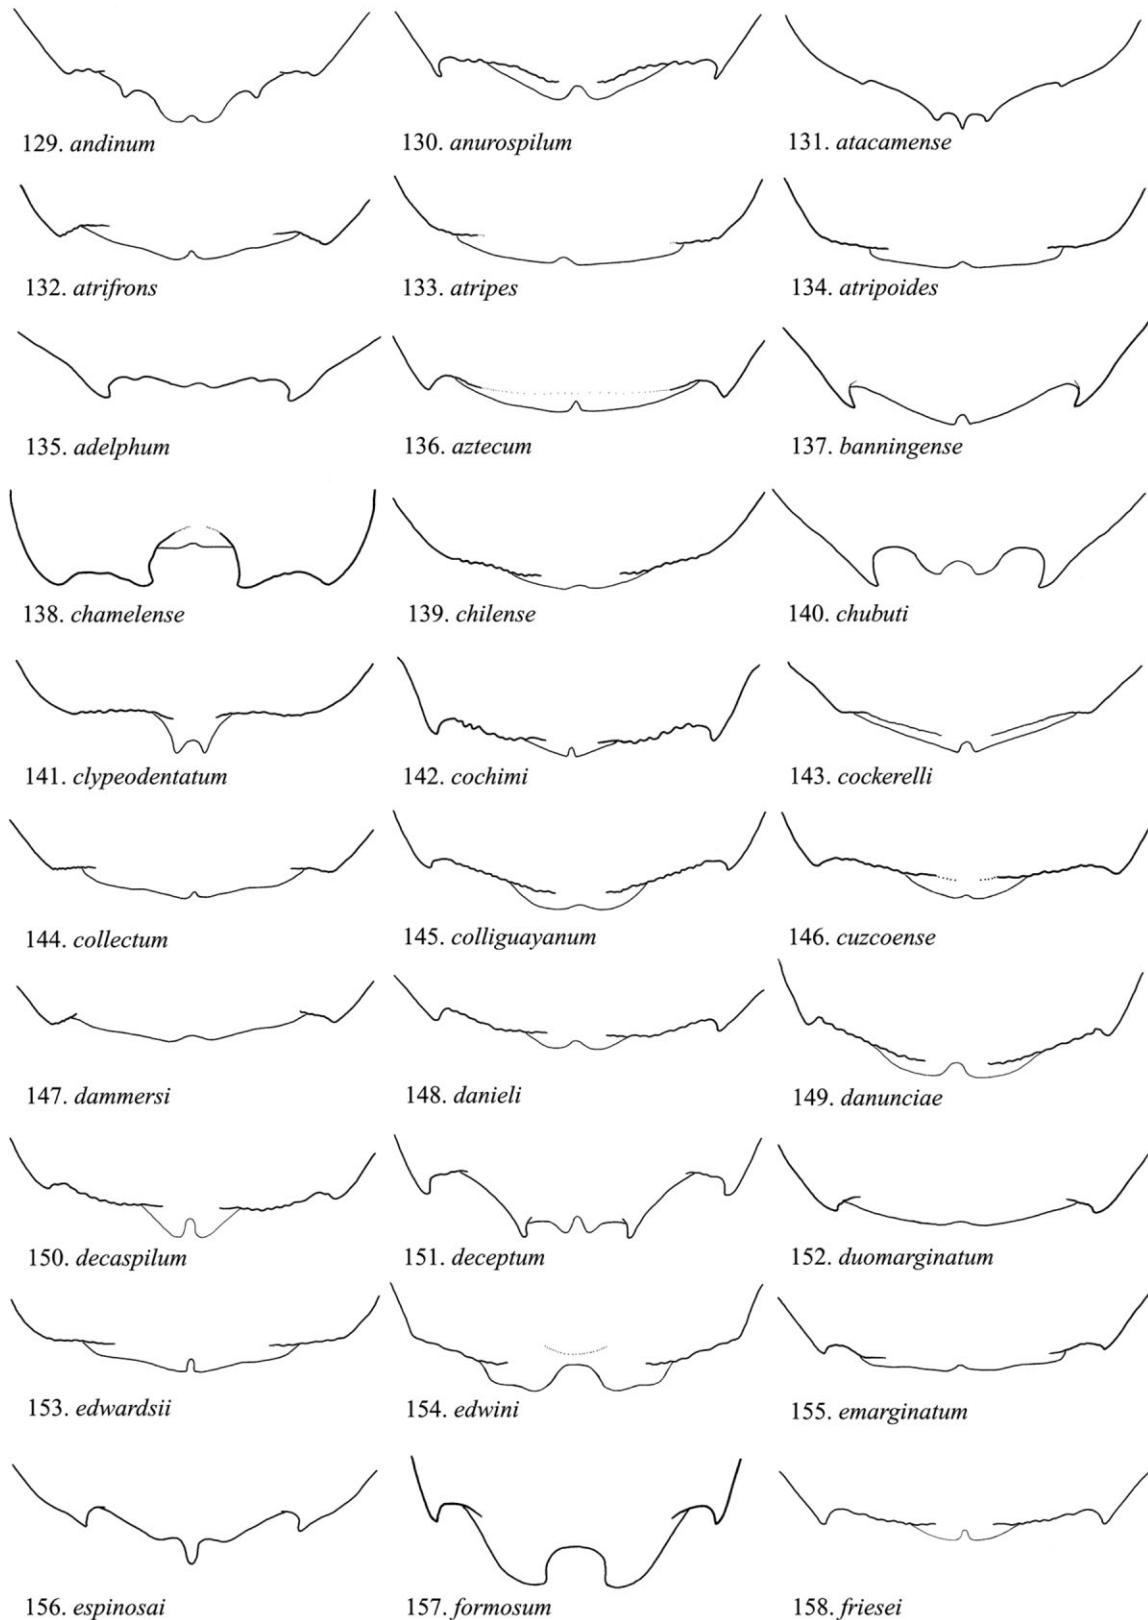 129. andinum
130. anurospilum
131. atacamense
132. atrifrons
133. atripes
134. atripoides
135. adelphum
136. aztecum
137. banningense
138. chamelense
139. chilense
140. chubuti
141. clypeodentatum
142. cochimi
143. cockerelli
144. collectum
145. colliguayanum
146. cuzcoense
147. dammersi
148. danieli
149. danunciae
150. decaspilum
151. deceptum
152. duomarginatum
153. edwardsii
154. edwini
155. emarginatum
156. espinosai
157. formosum
158. friesei